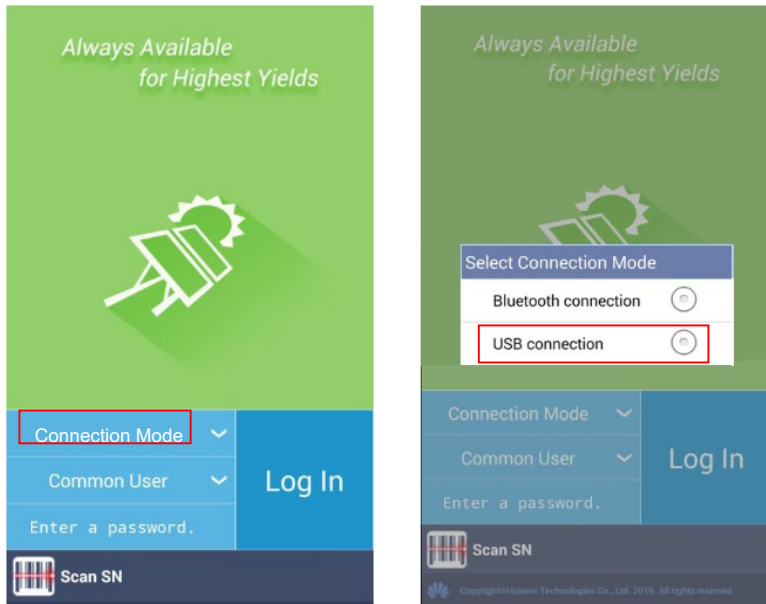 Always Available
for Highest Yields
Connection Mode
Common User
Log In
Enter a password.
Scan SN
Always Available
for Highest Yields
Select Connection Mode
Bluetooth connection
USB connection
Connection Mode
Common User
Log In
Enter a password.
Scan SN
Copyright©Huawei Technologies Co., Ltd. 2016. All rights reserved.